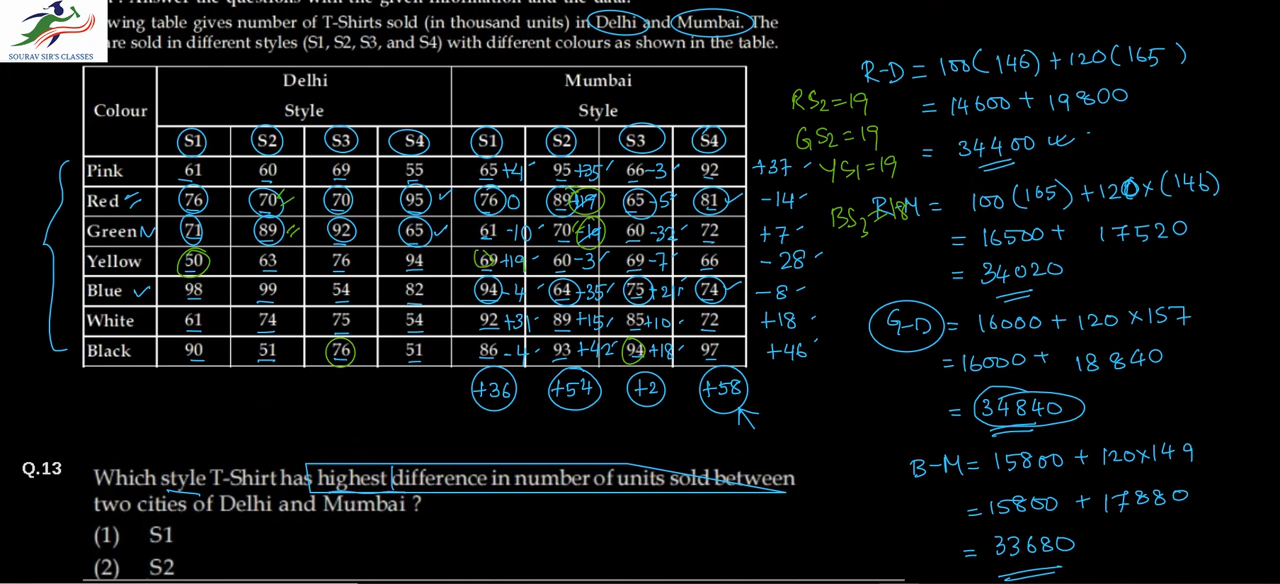 wing table gives number of T-Shirts sold (in thousand units) in Delhi and Mumbai. The
are sold in different styles (S1, S2, S3, and S4) with different colours as shown in the table.
SOURAV SIR'S CLASSES
Colour Delhi Mumbai
Style Style
S1 S2 S3 S4 S1 S2 S3 S4
Pink 61 60 69 55 65 +4 95 +35 66 -3 92 +37
Red 76 70 70 95 76 0 89 +19 65 -5 81 -14
Green 71 89 92 65 61 -10 70 -19 60 -32 72 +7
Yellow 50 63 76 94 69 +19 60 -3 69 -7 66 -28
Blue 98 99 54 82 94 -4 64 -35 75 +21 74 -8
White 61 74 75 54 92 +31 89 +15 85 +10 72 +18
Black 90 51 76 51 86 -4 93 +42 94 +18 97 +46
+36 +54 +2 +58
RS2 = 19
GS2 = 19
YS1 = 19
BS3 = 18
R-D = 100(146) + 120(165)
= 14600 + 19800
= 34400
R-M = 100(165) + 120 × (146)
= 16500 + 17520
= 34020
G-D = 16000 + 120 × 157
= 16000 + 18840
= 34840
B-M = 15800 + 120 × 149
= 15800 + 17880
= 33680
Q.13
Which style T-Shirt has highest difference in number of units sold between
two cities of Delhi and Mumbai ?
(1) S1
(2) S2